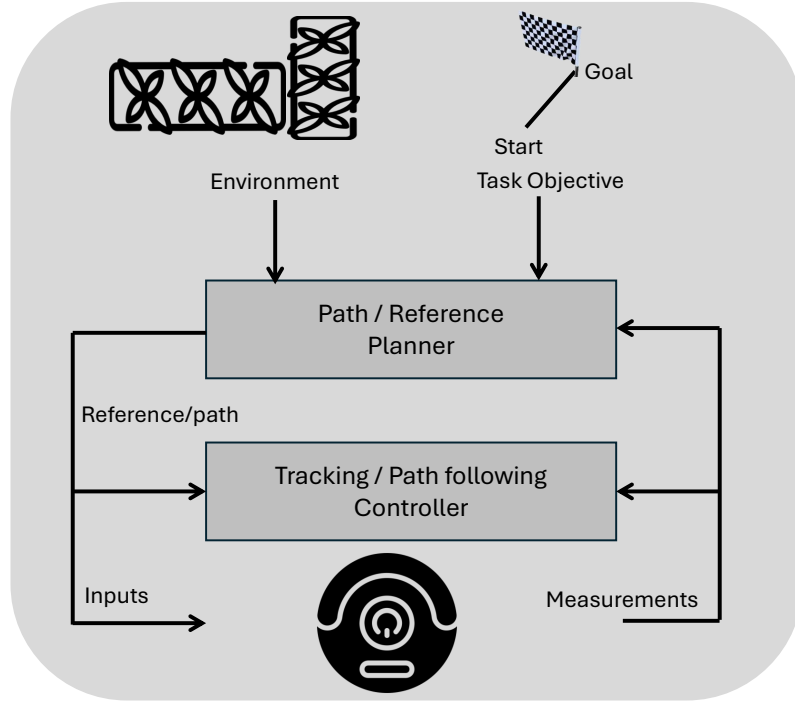 Goal
Start
Environment
Task Objective
Path / Reference
Planner
Reference/path
Tracking / Path following
Controller
Inputs
Measurements